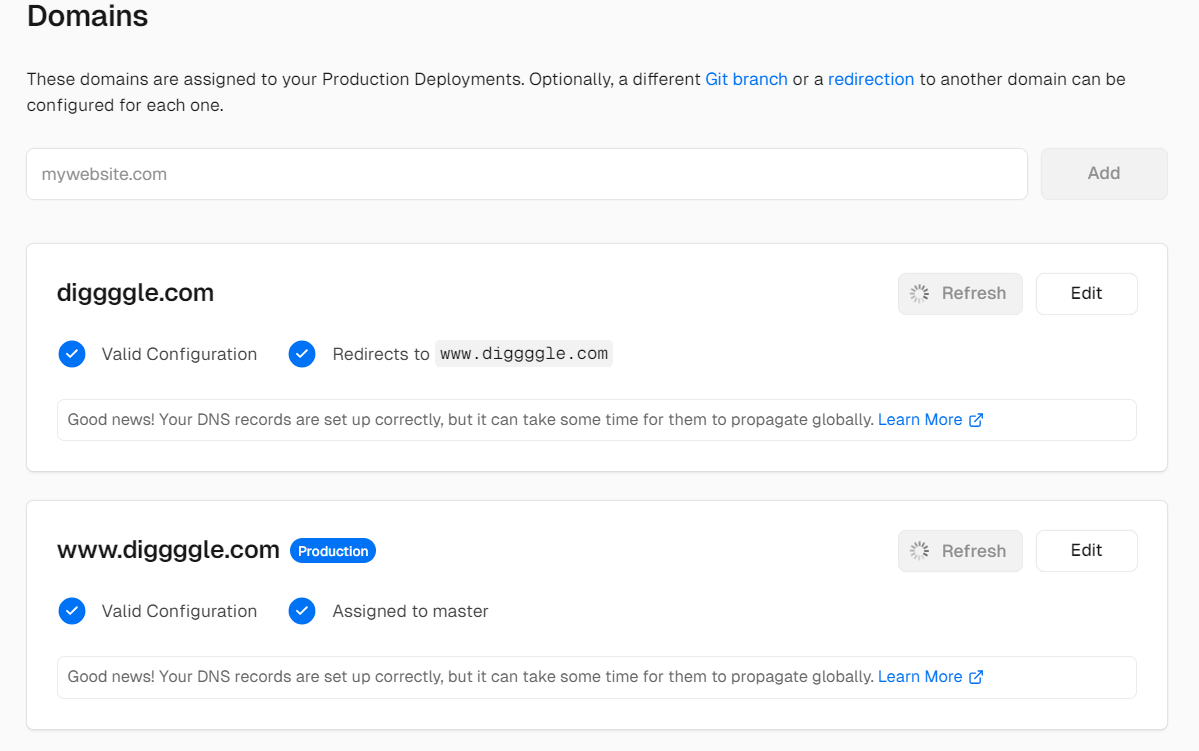 Domains
These domains are assigned to your Production Deployments. Optionally, a different Git branch or a redirection to another domain can be
configured for each one.
mywebsite.com
Add
diggggle.com
Refresh
Edit
Valid Configuration
Redirects to www.diggggle.com
Good news! Your DNS records are set up correctly, but it can take some time for them to propagate globally. Learn More
www.diggggle.com
Production
Refresh
Edit
Valid Configuration
Assigned to master
Good news! Your DNS records are set up correctly, but it can take some time for them to propagate globally. Learn More